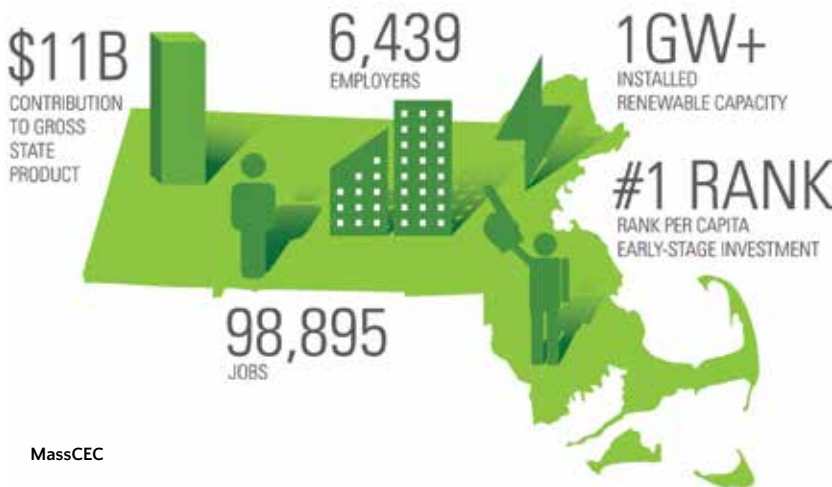 $11B
CONTRIBUTION
TO GROSS
STATE
PRODUCT
6,439
EMPLOYERS
1GW+
INSTALLED
RENEWABLE CAPACITY
#1 RANK
RANK PER CAPITA
EARLY-STAGE INVESTMENT
98,895
JOBS
MassCEC